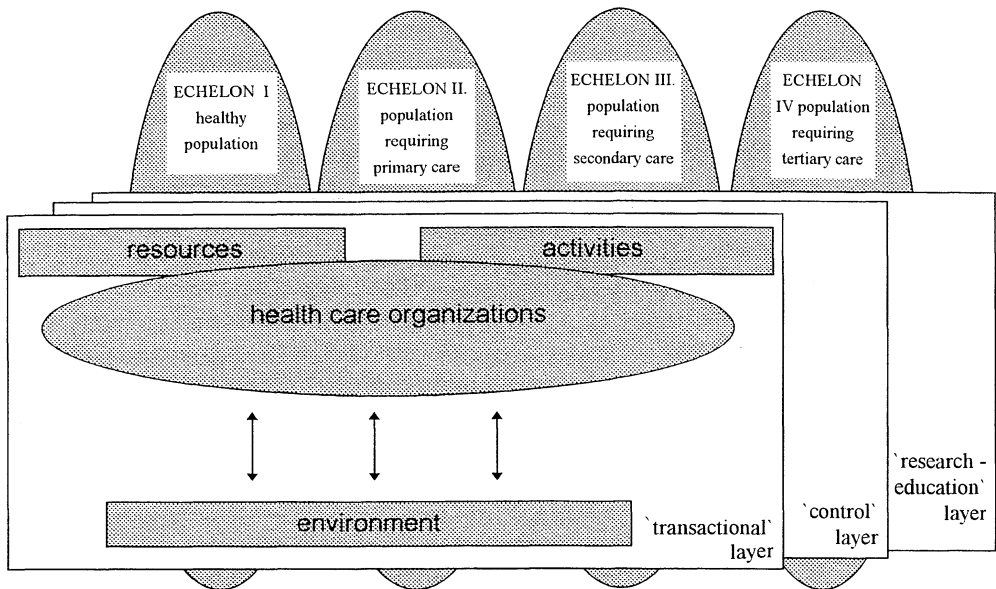 ECHELON I
healthy
population
ECHELON II.
population
requiring
primary care
ECHELON III.
population
requiring
secondary care
ECHELON
IV population
requiring
tertiary care
resources
activities
health care organizations
environment
`transactional`
layer
`control`
layer
`research -
education`
layer